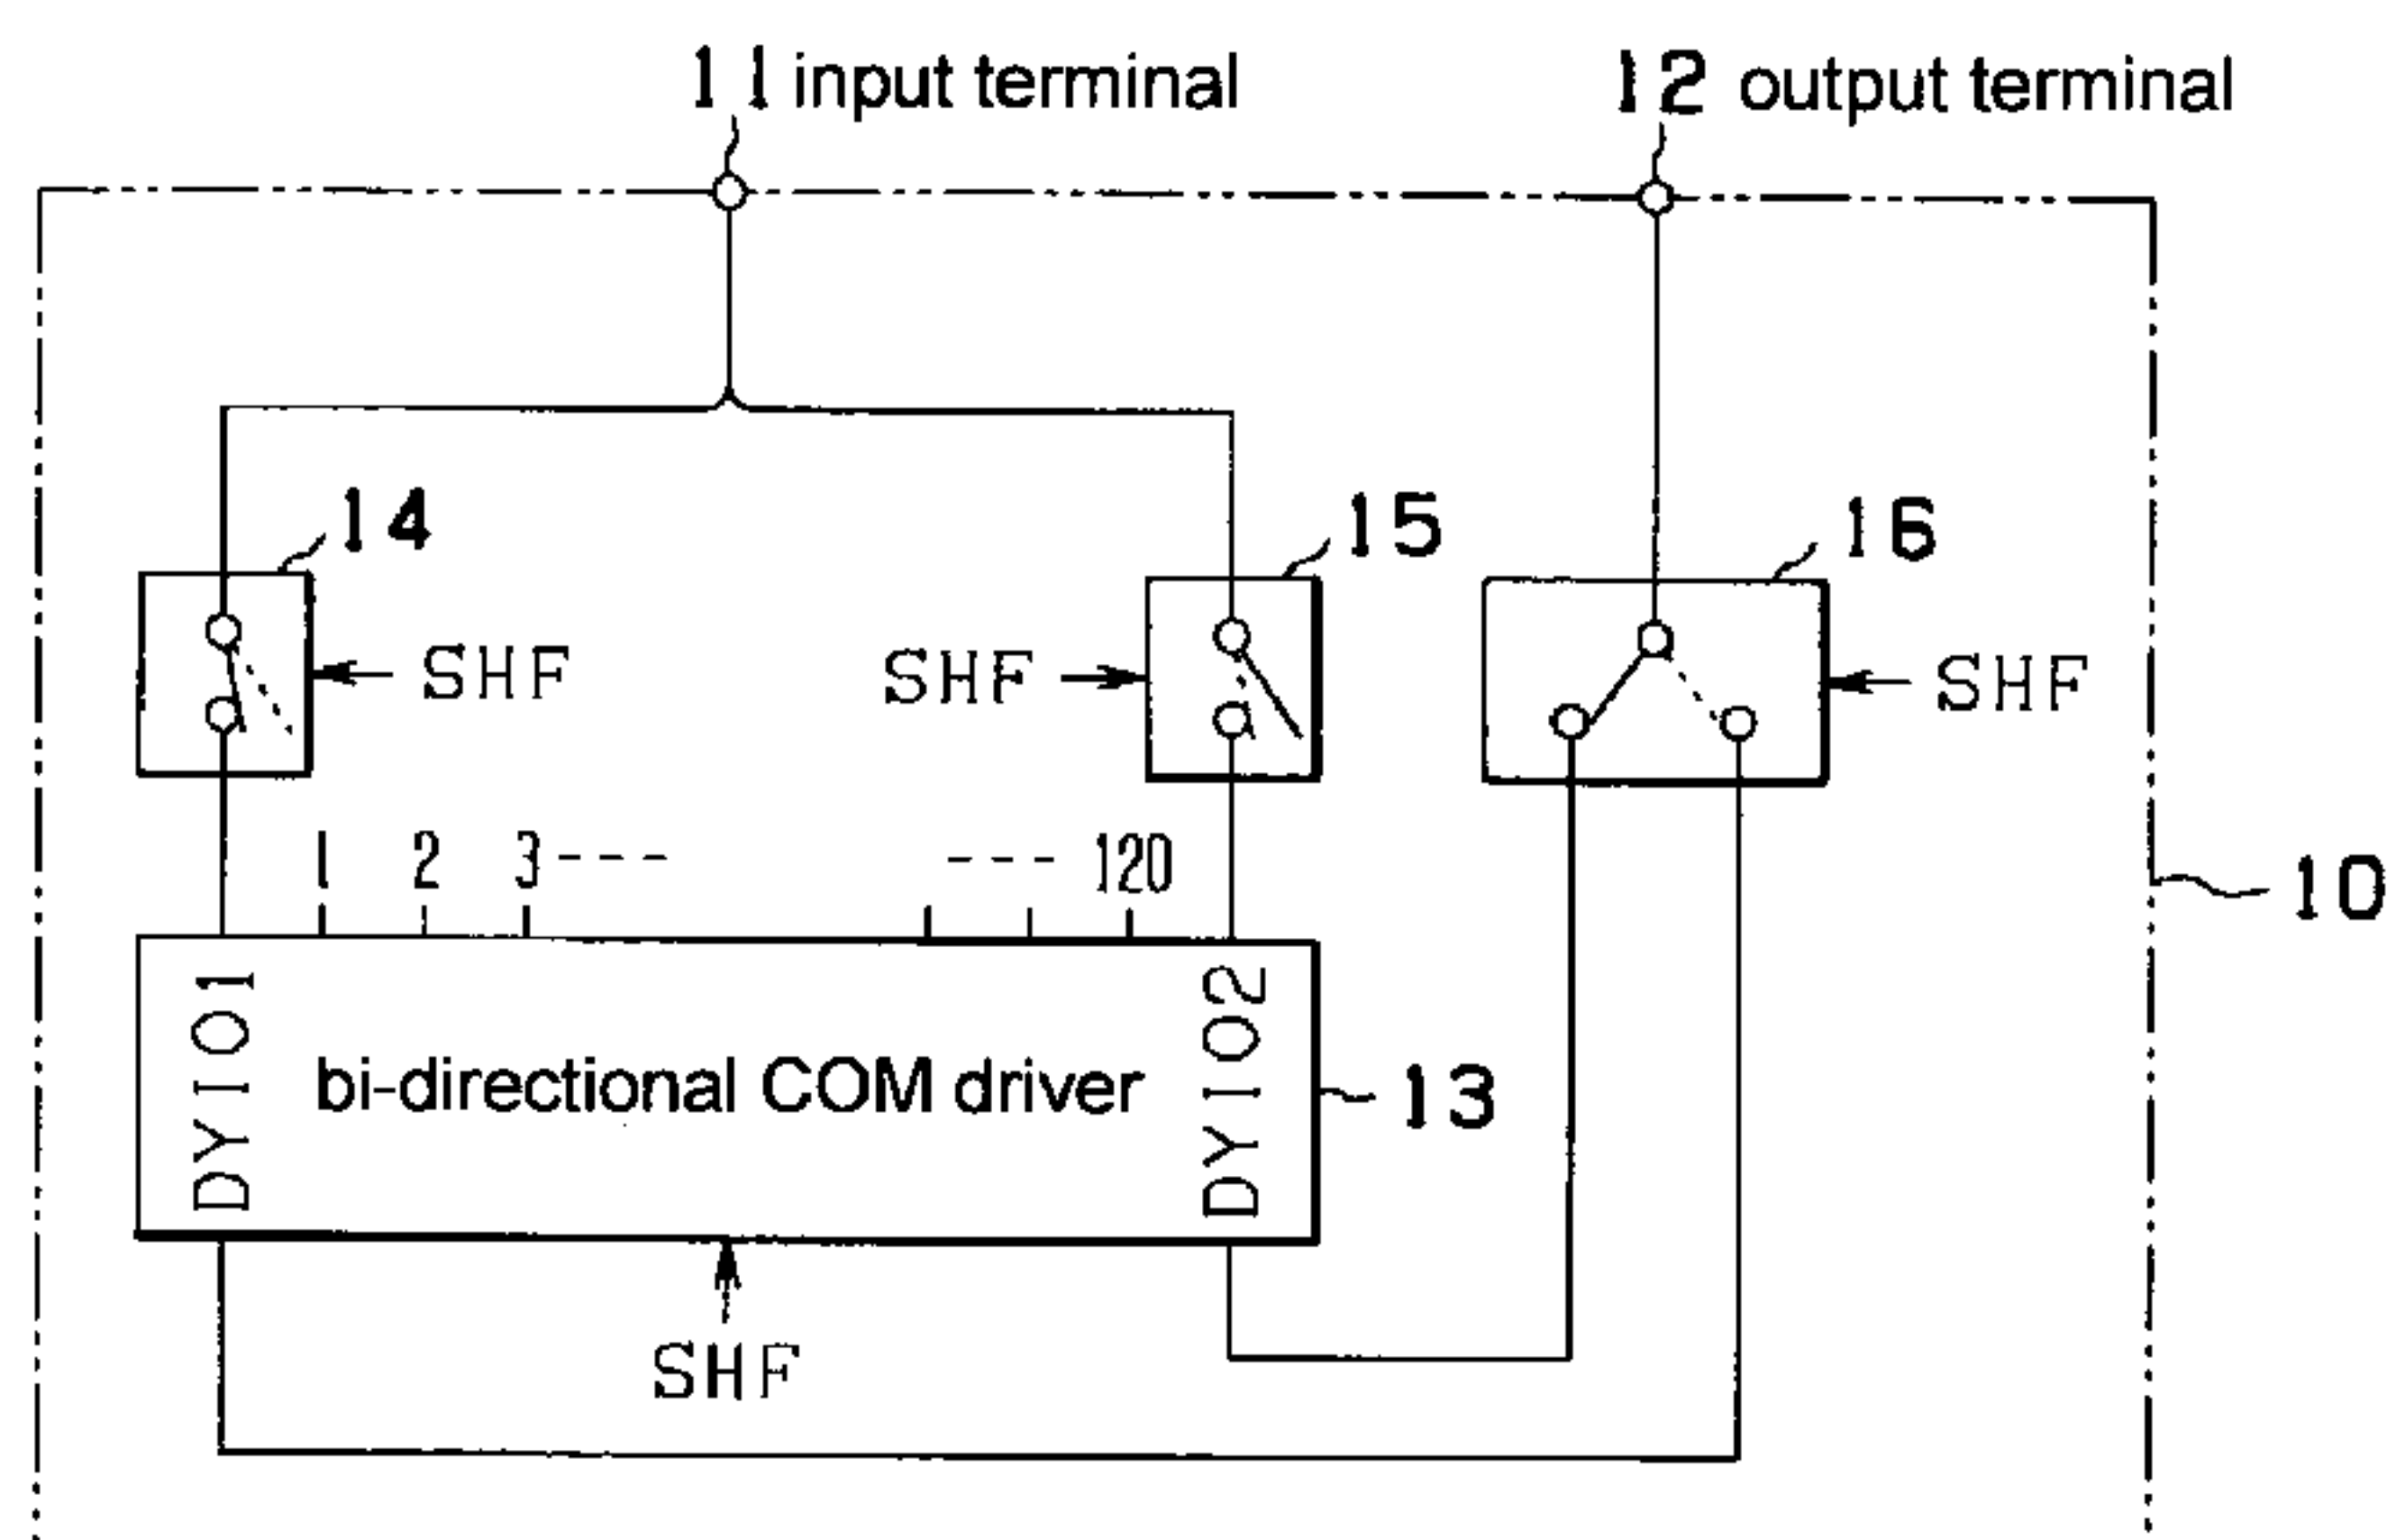 11 input terminal
12 output terminal
14
15
16
SHF
SHF
SHF
1 2 3 --- --- 120
10
DYIO1
bi-directional COM driver
DYIO2
13
SHF